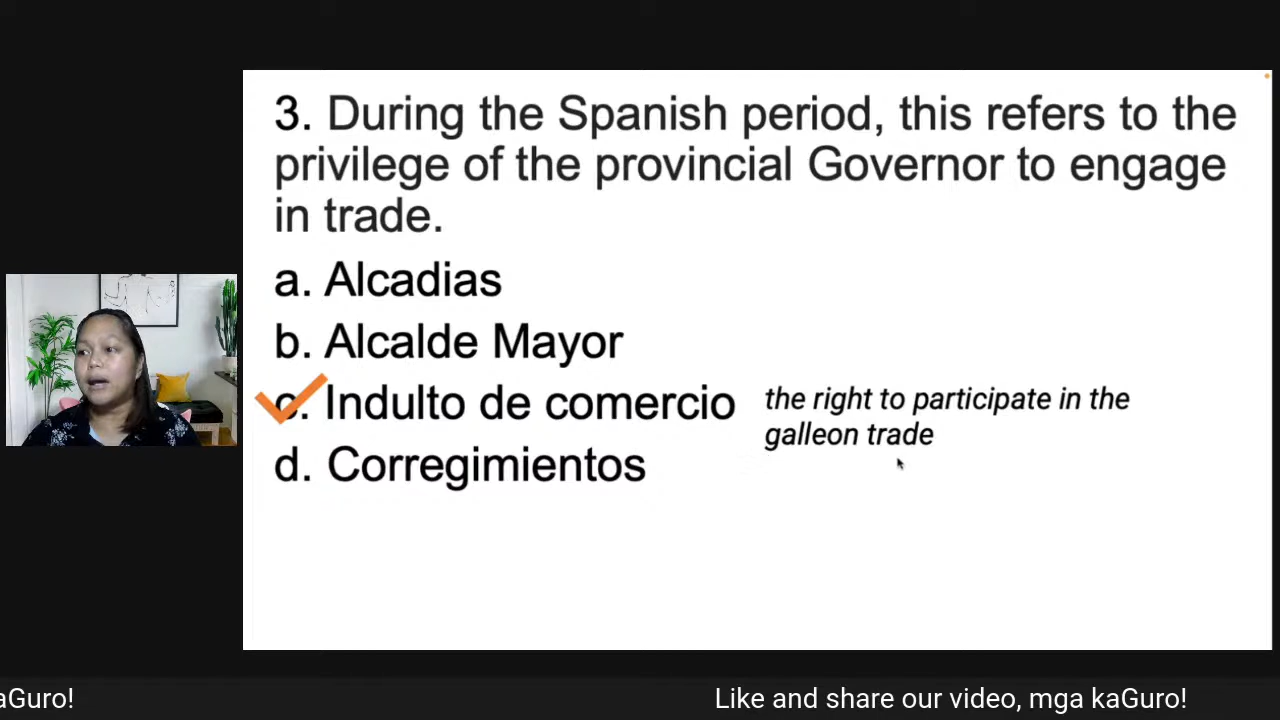 3. During the Spanish period, this refers to the
privilege of the provincial Governor to engage
in trade.
a. Alcadias
b. Alcalde Mayor
c. Indulto de comercio
the right to participate in the
galleon trade
d. Corregimientos
aGuro!
Like and share our video, mga kaGuro!